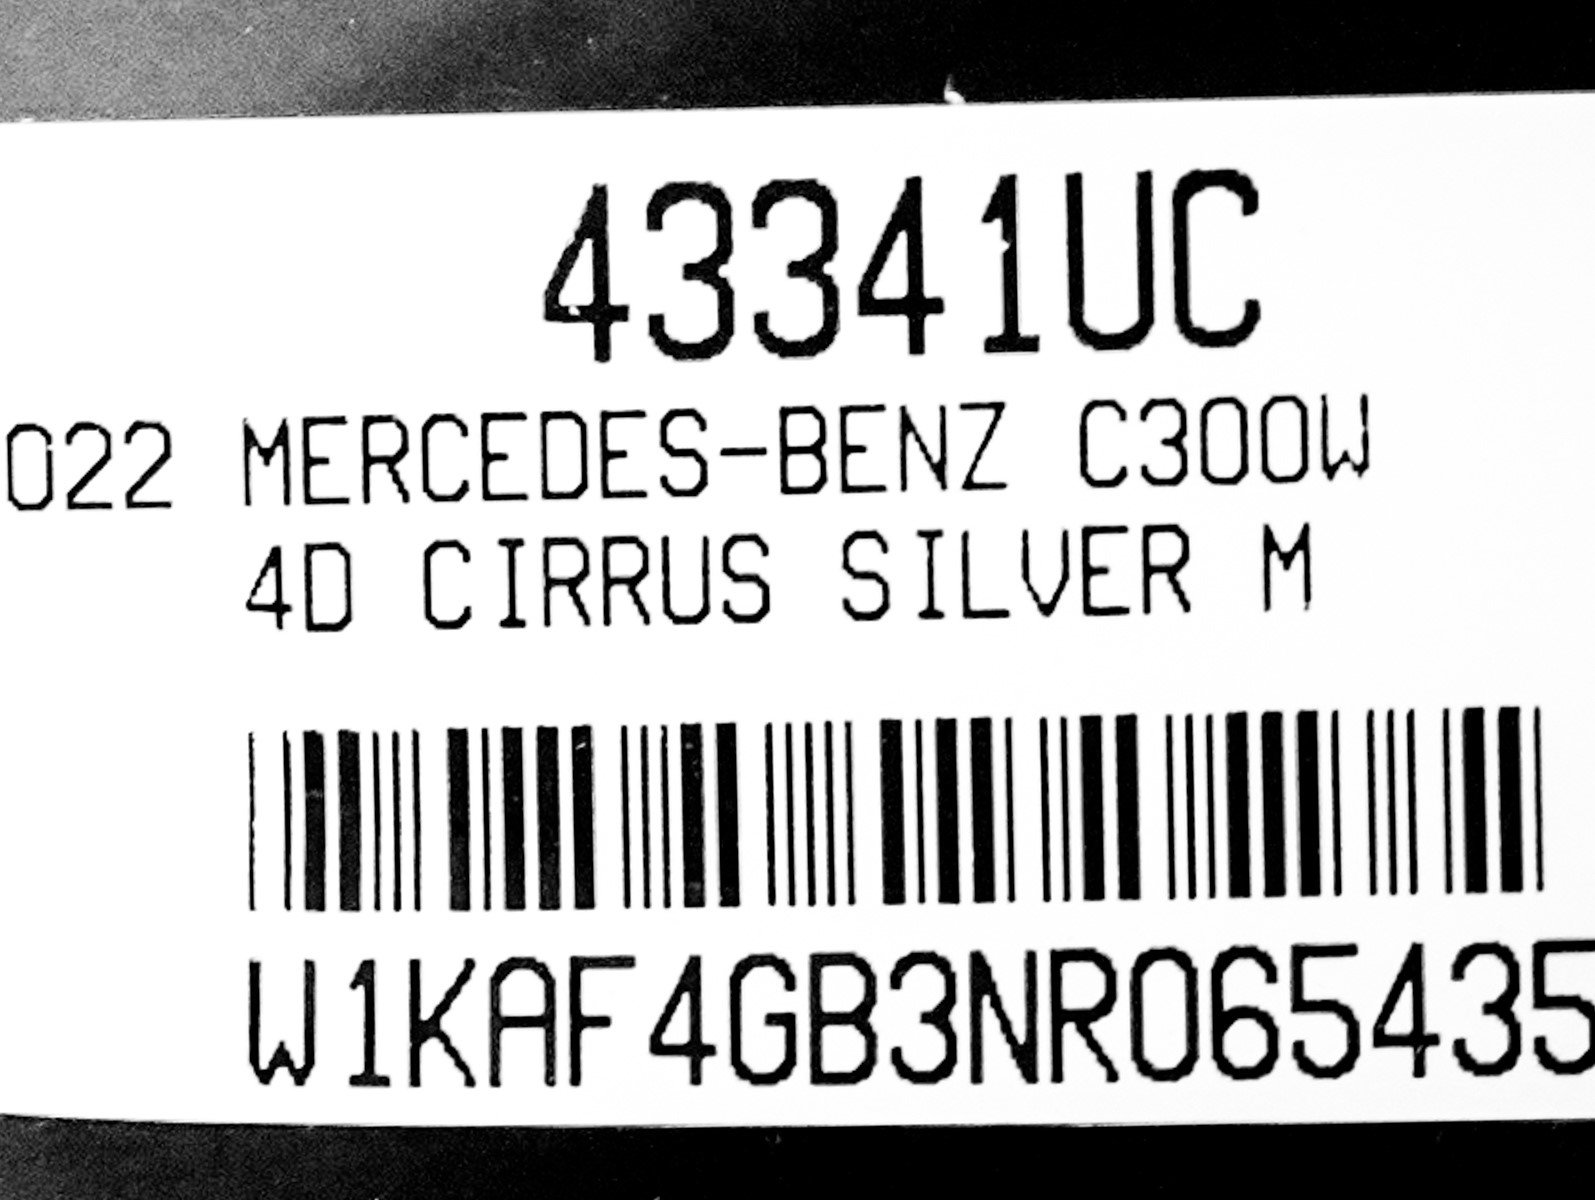 43341UC
022 MERCEDES-BENZ C300W
4D CIRRUS SILVER M
W1KAF4GB3NR065435